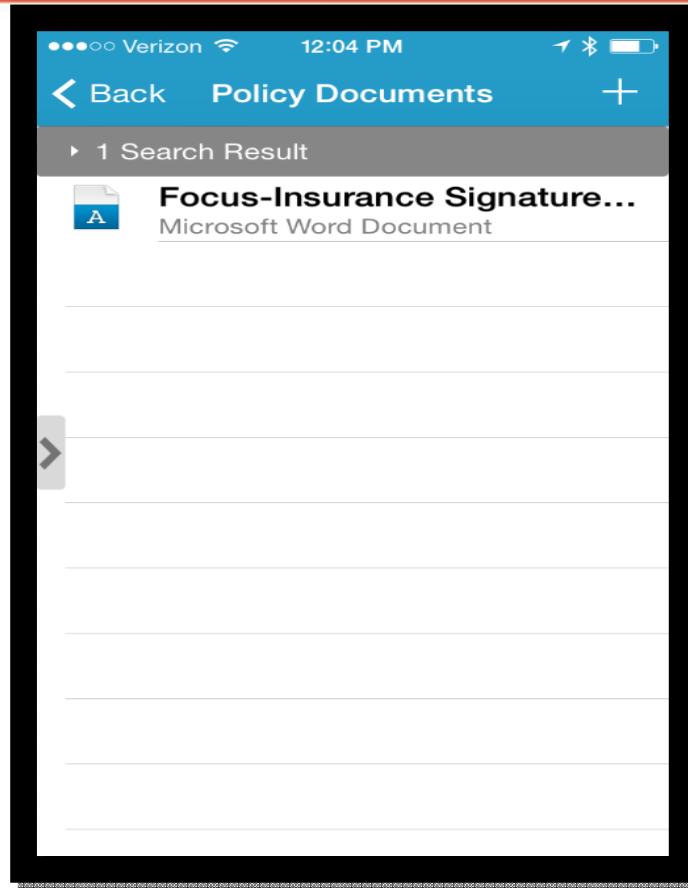 Verizon 12:04 PM
Back Policy Documents +
1 Search Result
A
Focus-Insurance Signature...
Microsoft Word Document